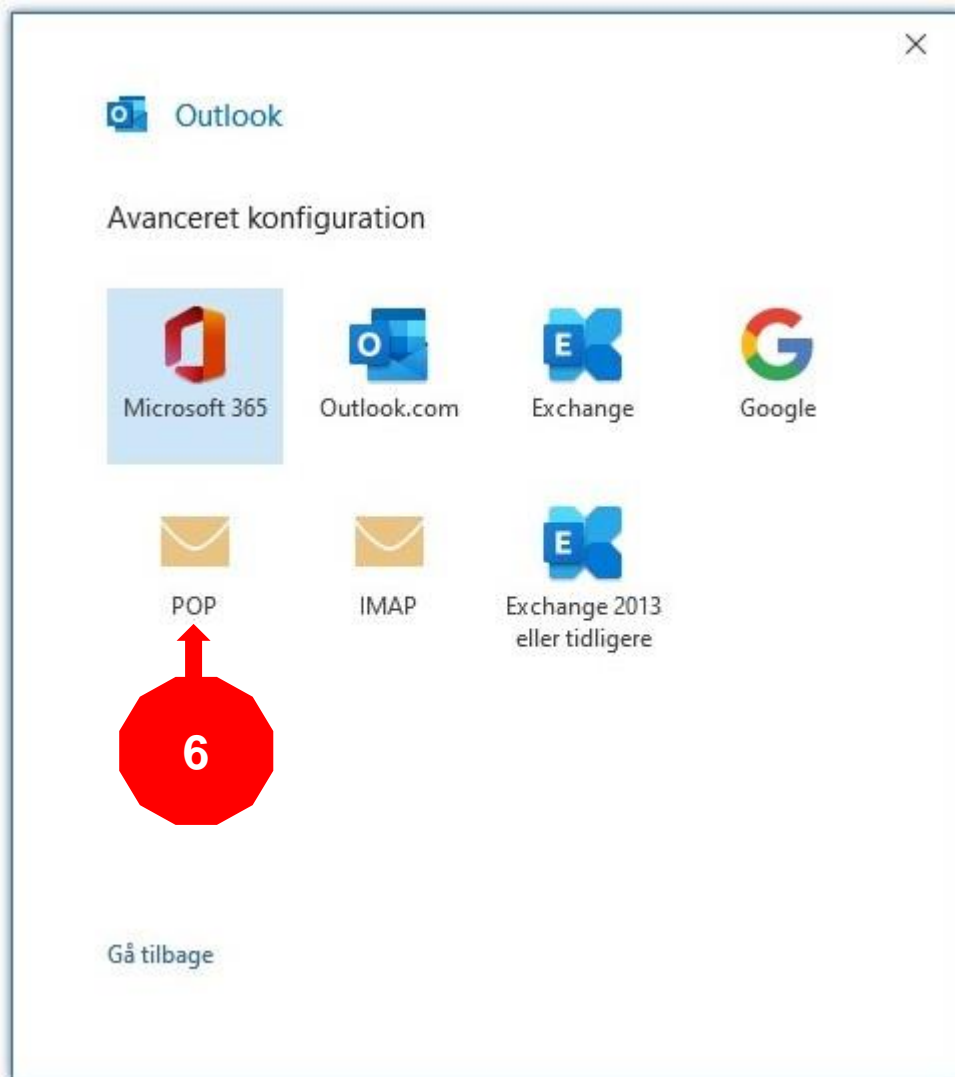 Outlook
Avanceret konfiguration
Microsoft 365
Outlook.com
Exchange
Google
POP
IMAP
Exchange 2013
eller tidligere
6
Gå tilbage